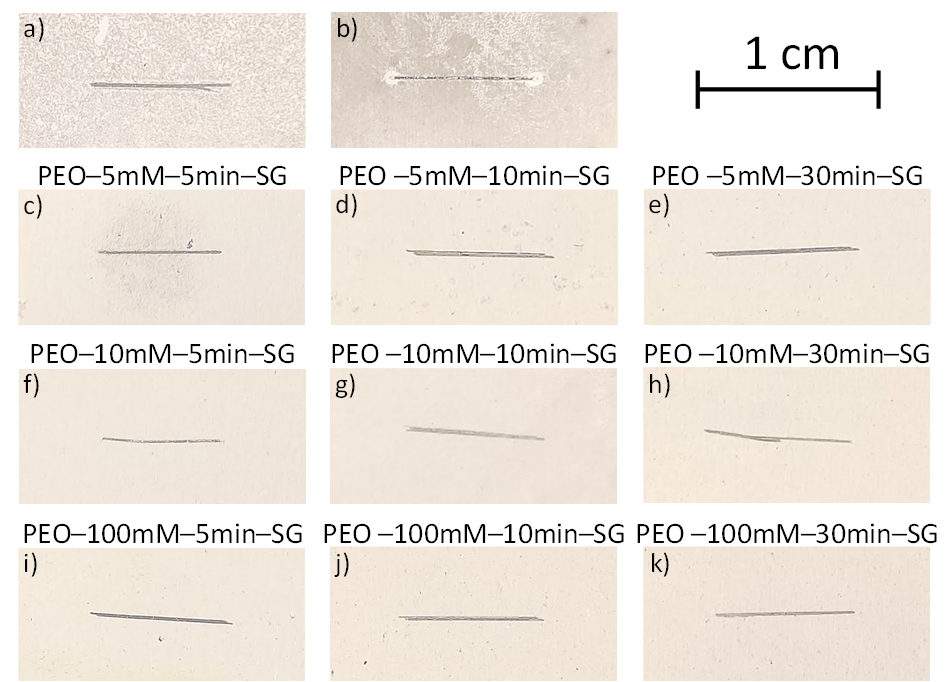 a)
b)
1 cm
PEO–5mM–5min–SG
PEO –5mM–10min–SG
PEO –5mM–30min–SG
c)
d)
e)
PEO–10mM–5min–SG
PEO –10mM–10min–SG
PEO –10mM–30min–SG
f)
g)
h)
PEO–100mM–5min–SG
PEO –100mM–10min–SG
PEO –100mM–30min–SG
i)
j)
k)